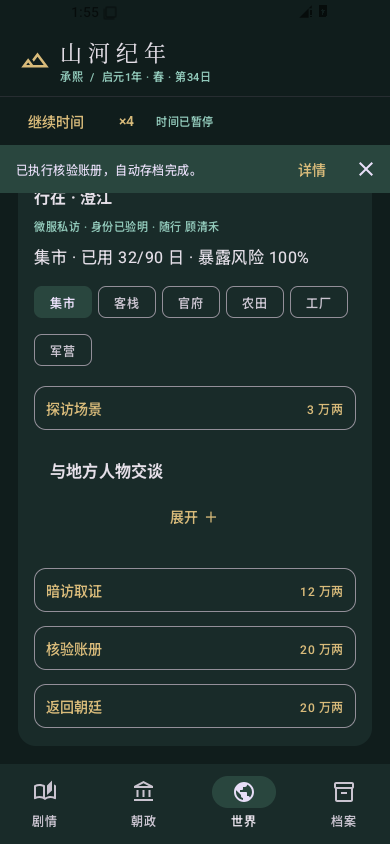 1:55
山河纪年
承熙 / 启元1年 · 春 · 第34日
继续时间 ×4 时间已暂停
已执行核验账册，自动存档完成。 详情
行在 · 澄江
微服私访 · 身份已验明 · 随行 顾清禾
集市 · 已用 32/90 日 · 暴露风险 100%
集市 客栈 官府 农田 工厂
军营
探访场景 3 万两
与地方人物交谈
展开 ＋
暗访取证 12 万两
核验账册 20 万两
返回朝廷 20 万两
剧情 朝政 世界 档案